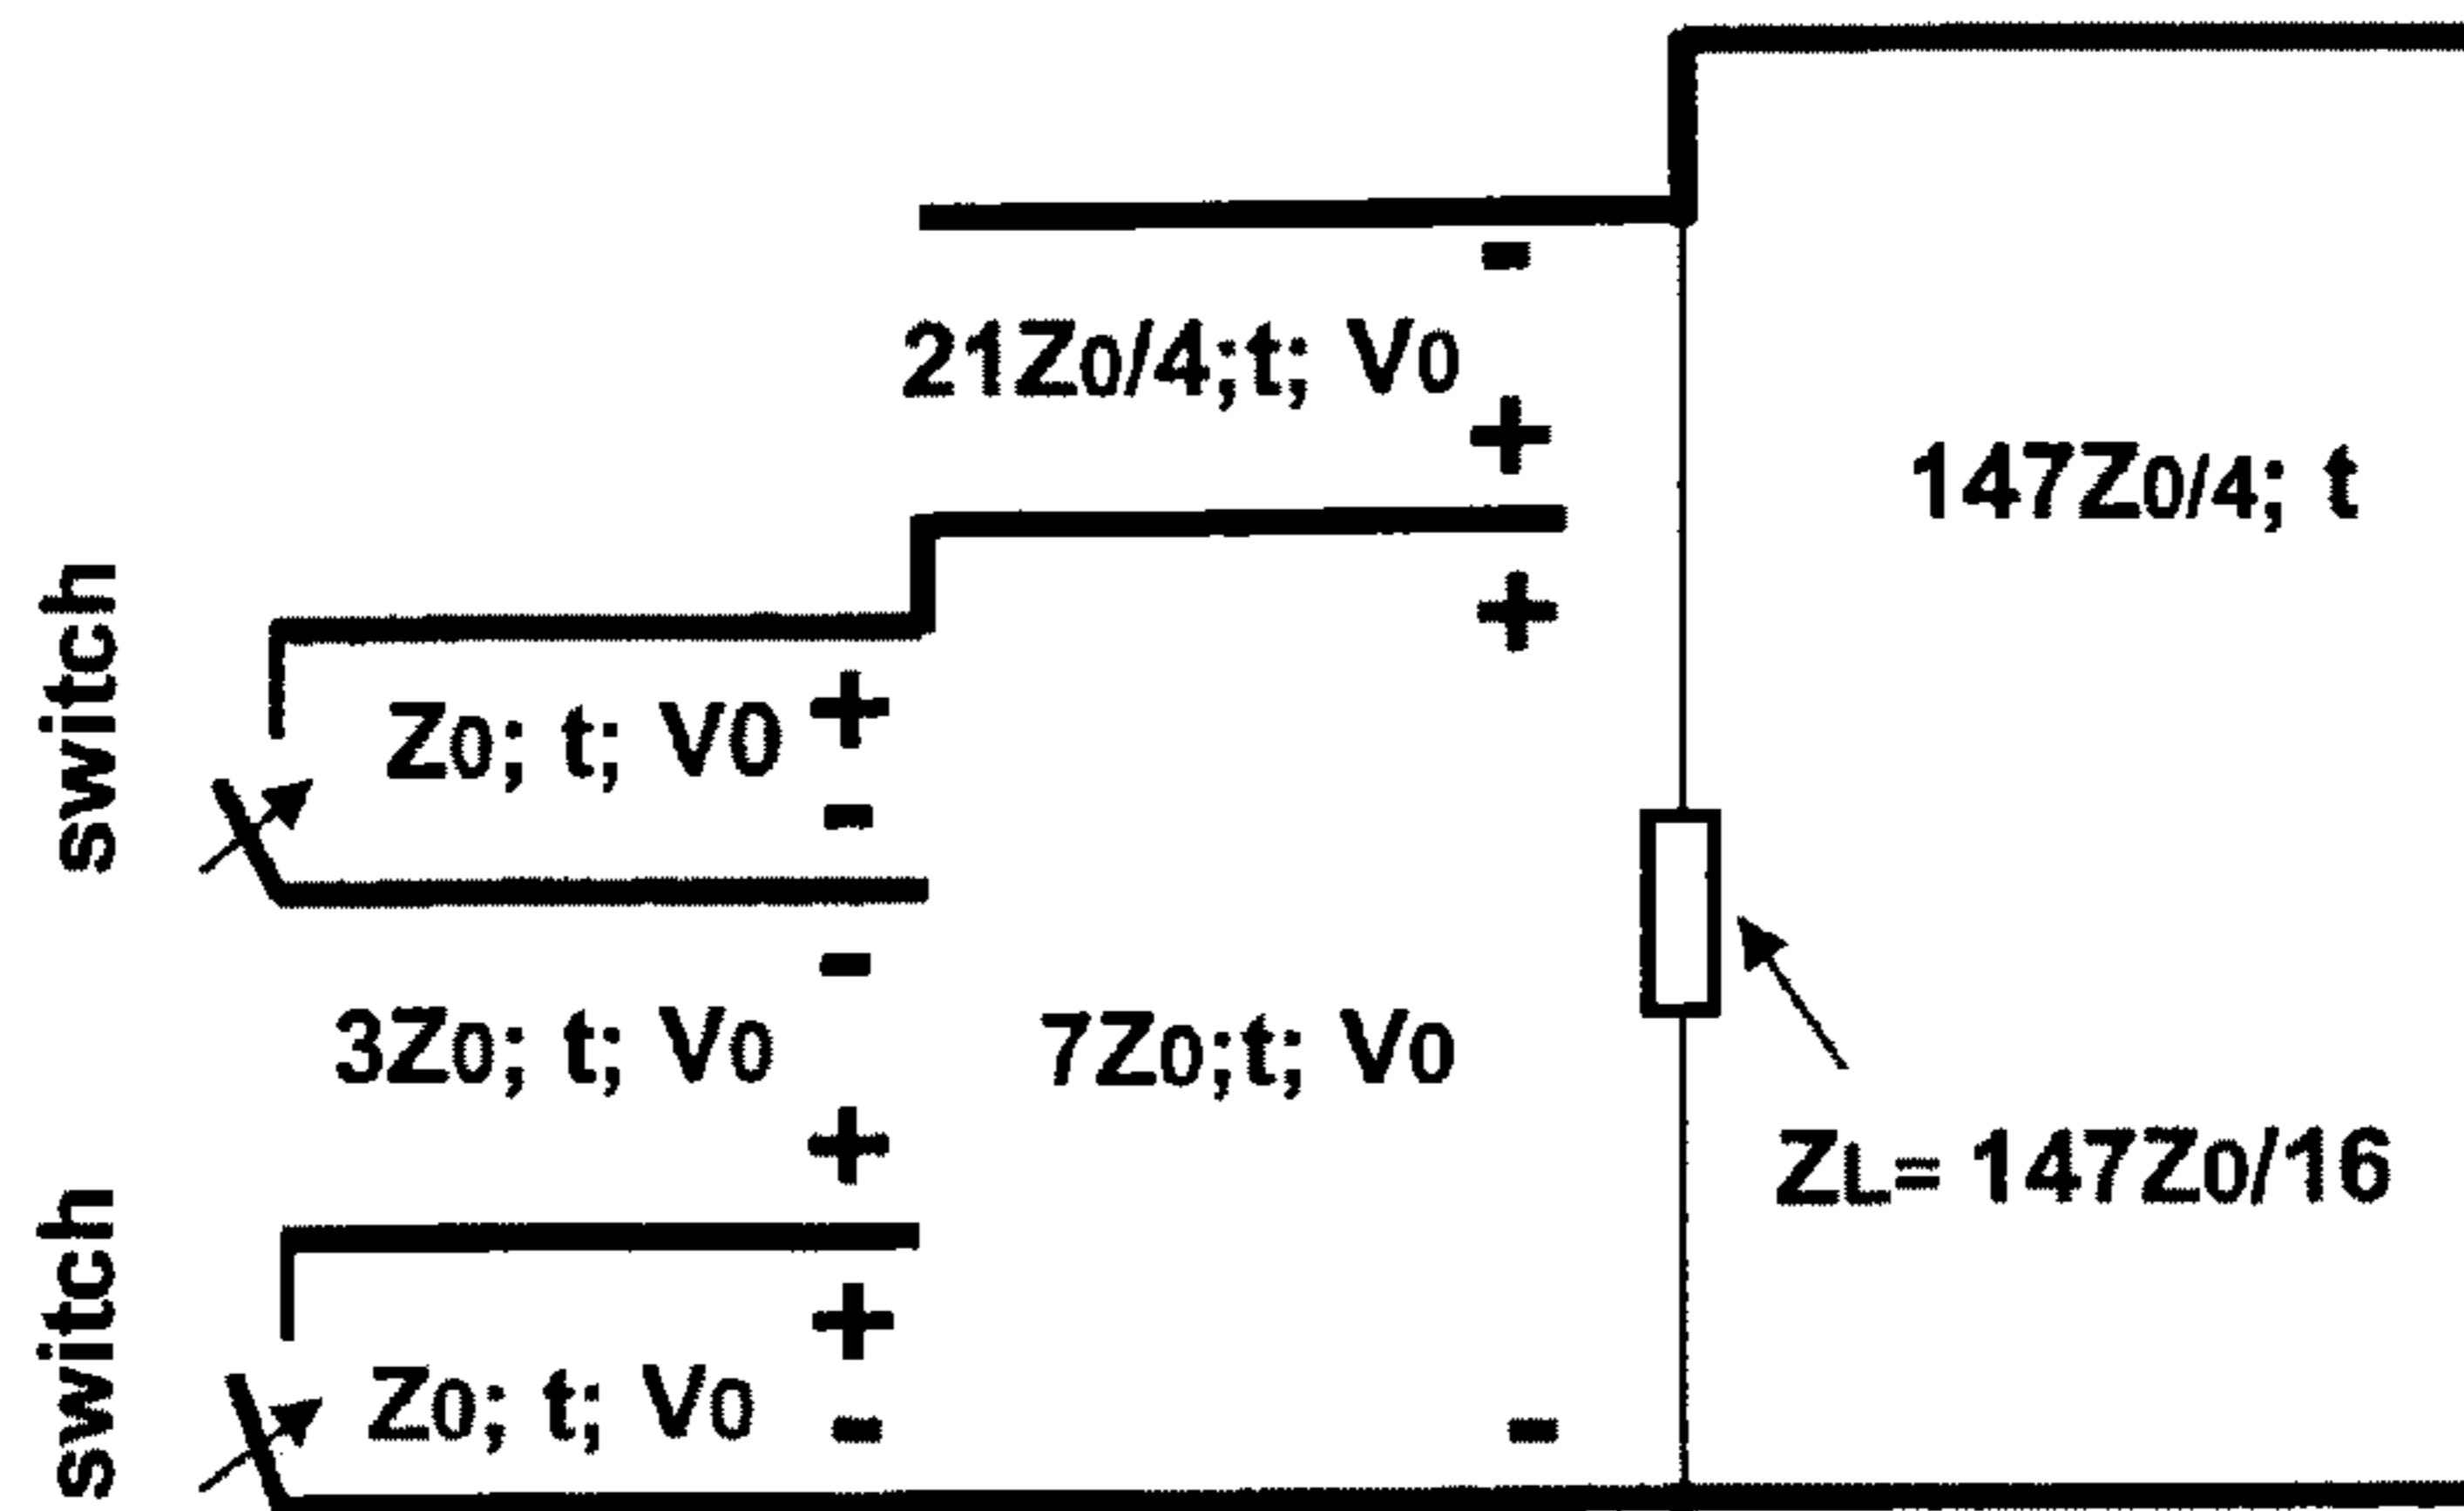 21Z0/4;t; V0
147Z0/4; t
switch
Z0; t; V0
3Z0; t; V0
7Z0;t; V0
ZL= 147Z0/16
switch
Z0; t; V0